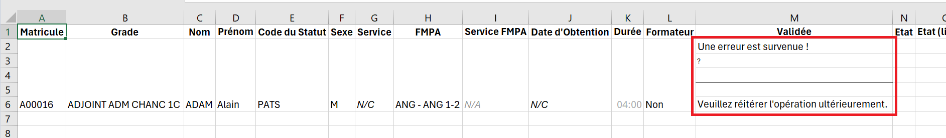 A B C D E F G H I J K L M N
1 Matricule Grade Nom Prénom Code du Statut Sexe Service FMPA Service FMPA Date d'Obtention Durée Formateur Validée Etat Etat (li
2 Une erreur est survenue !
3 ?
4
5
6 A00016 ADJOINT ADM CHANC 1C ADAM Alain PATS M N/C ANG - ANG 1-2 N/A N/C 04:00 Non Veuillez réitérer l'opération ultérieurement.
7
8